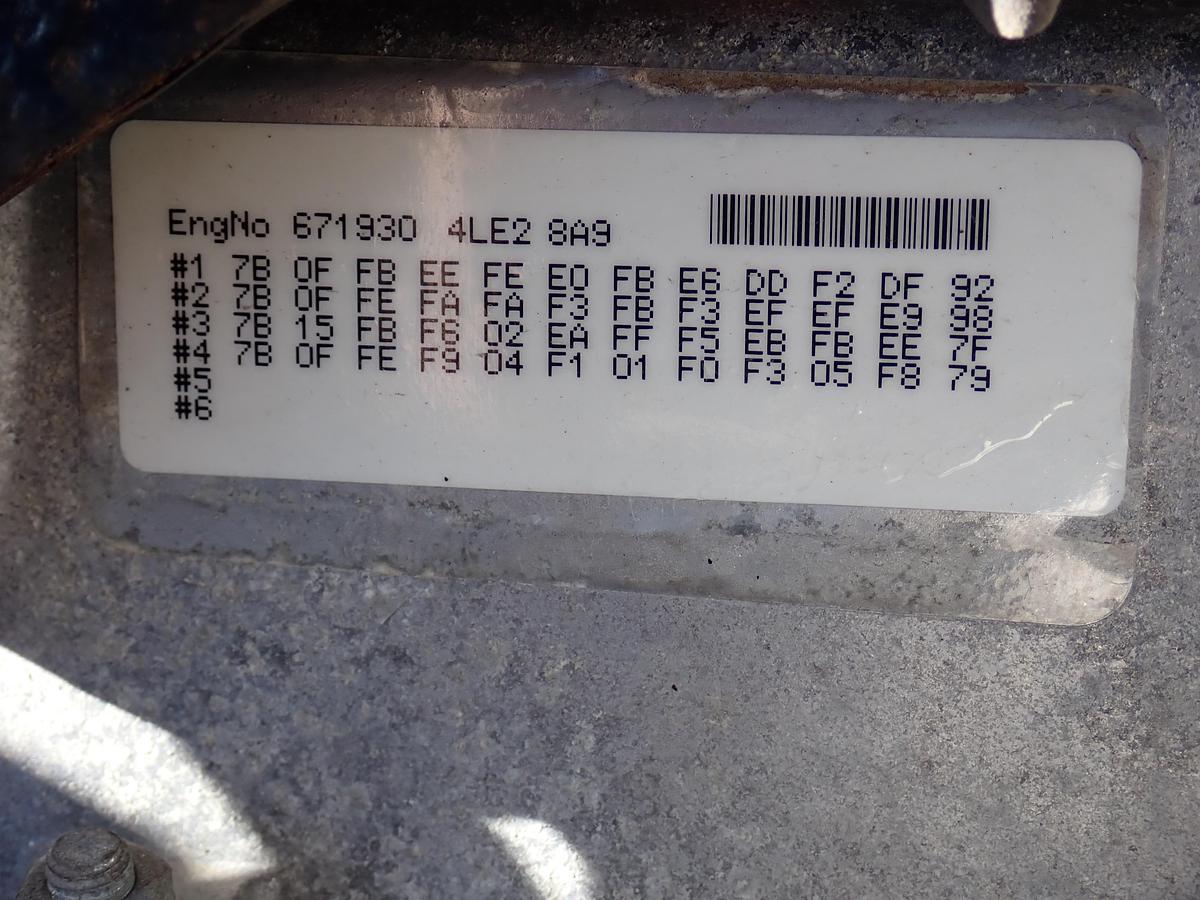 EngNo 671930 4LE2 8A9
#1 7B 0F FB EE FE E0 FB E6 DD F2 DF 92
#2 7B 0F FE FA FA F3 FB F3 EF EF E9 98
#3 7B 15 FB F6 02 EA FF F5 EB FB EE 7F
#4 7B 0F FE F9 04 F1 01 F0 F3 05 F8 79
#5
#6